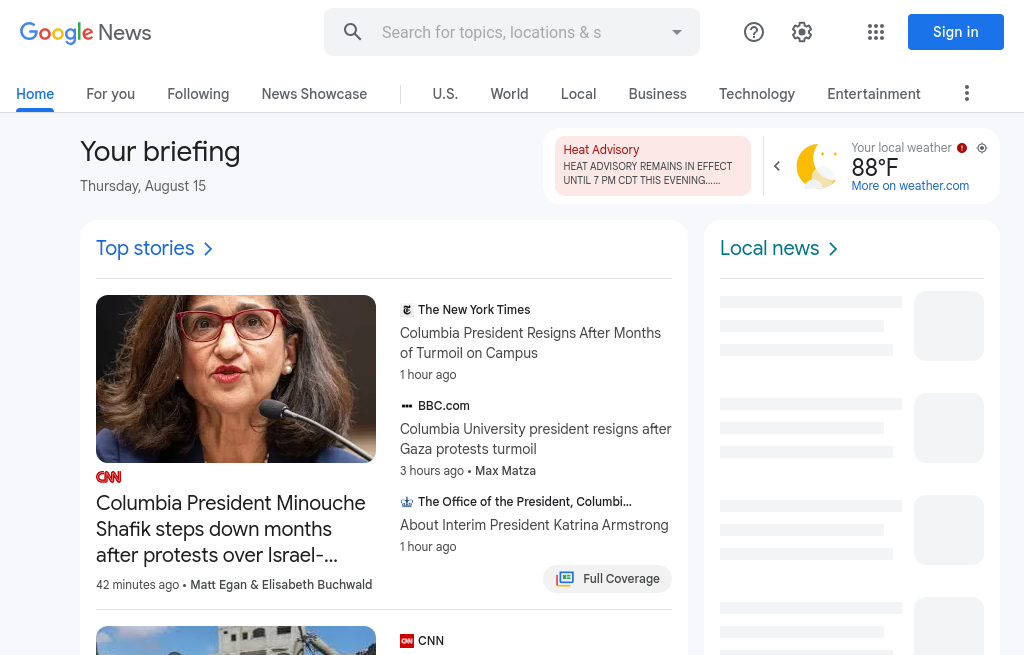 Google News
Search for topics, locations & s
Sign in
Home
For you
Following
News Showcase
U.S.
World
Local
Business
Technology
Entertainment
Your briefing
Thursday, August 15
Heat Advisory
HEAT ADVISORY REMAINS IN EFFECT
UNTIL 7 PM CDT THIS EVENING......
Your local weather
88°F
More on weather.com
Top stories
CNN
Columbia President Minouche
Shafik steps down months
after protests over Israel-...
42 minutes ago • Matt Egan & Elisabeth Buchwald
The New York Times
Columbia President Resigns After Months
of Turmoil on Campus
1 hour ago
BBC.com
Columbia University president resigns after
Gaza protests turmoil
3 hours ago • Max Matza
The Office of the President, Columbi...
About Interim President Katrina Armstrong
1 hour ago
Full Coverage
CNN
CNN
Local news